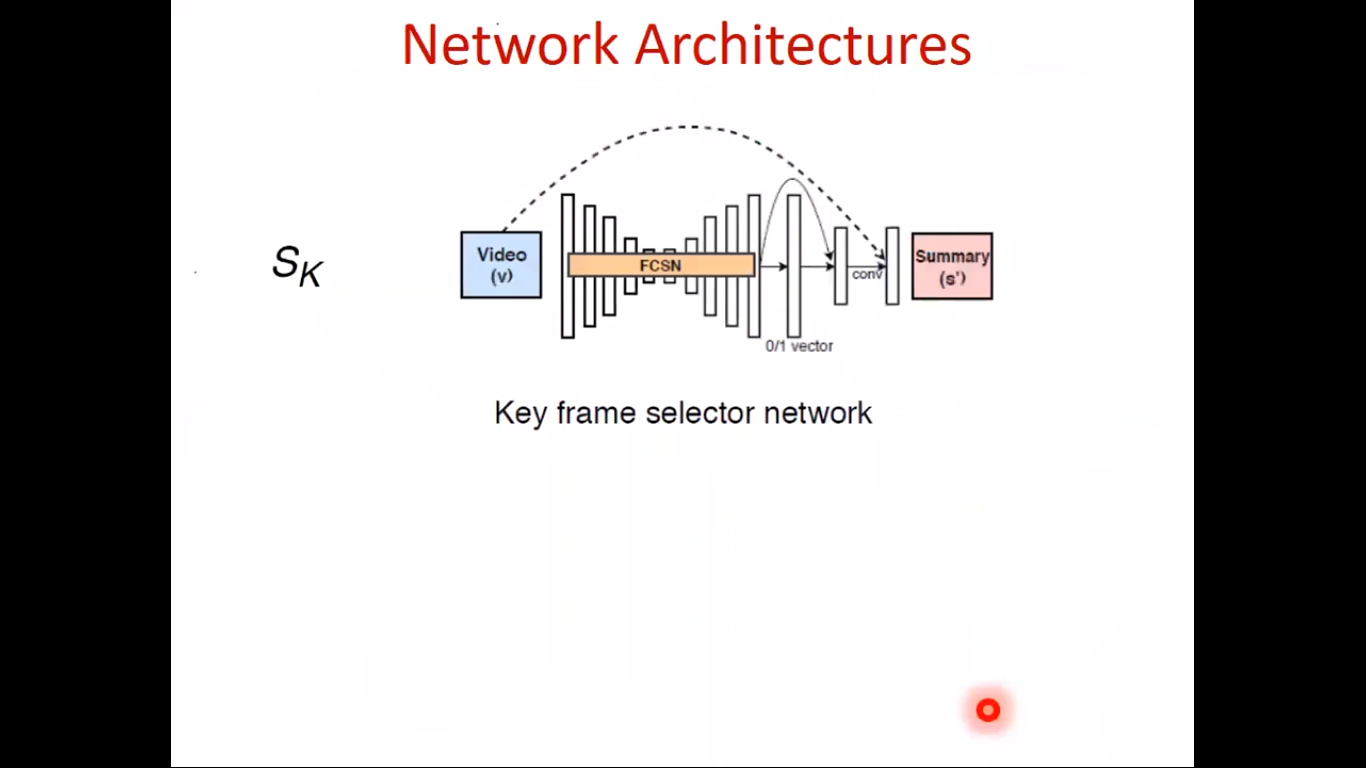 Network Architectures
S_K
Video
(v)
FCSN
conv
Summary
(s')
0/1 vector
Key frame selector network